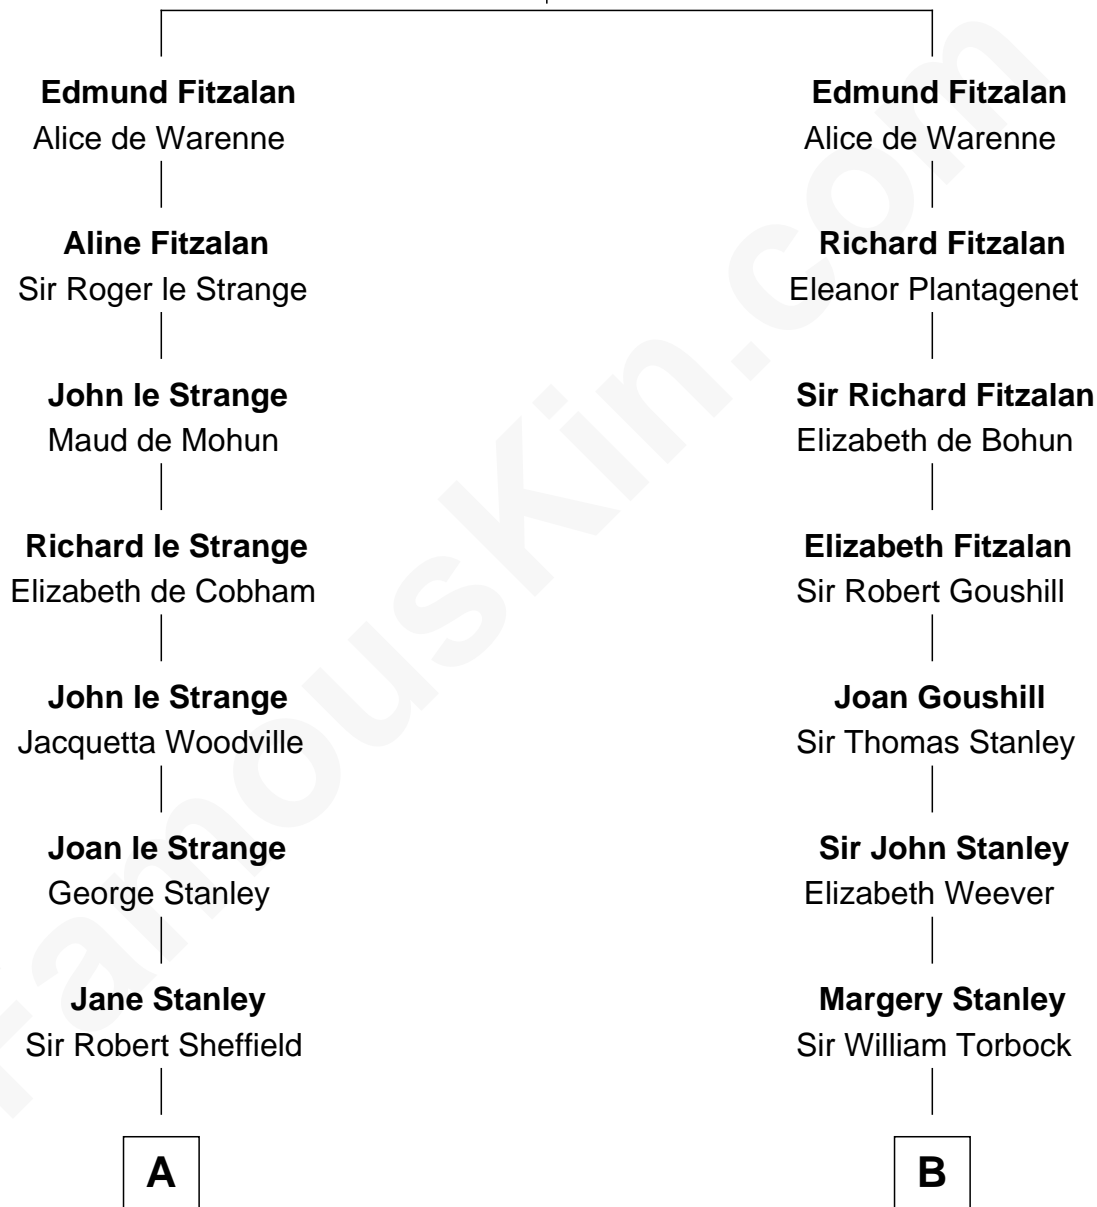 Edmund Fitzalan
Alice de Warenne
Aline Fitzalan
Sir Roger le Strange
John le Strange
Maud de Mohun
Richard le Strange
Elizabeth de Cobham
John le Strange
Jacquetta Woodville
Joan le Strange
George Stanley
Jane Stanley
Sir Robert Sheffield
A
Edmund Fitzalan
Alice de Warenne
Richard Fitzalan
Eleanor Plantagenet
Sir Richard Fitzalan
Elizabeth de Bohun
Elizabeth Fitzalan
Sir Robert Goushill
Joan Goushill
Sir Thomas Stanley
Sir John Stanley
Elizabeth Weever
Margery Stanley
Sir William Torbock
B
FamousKin.com